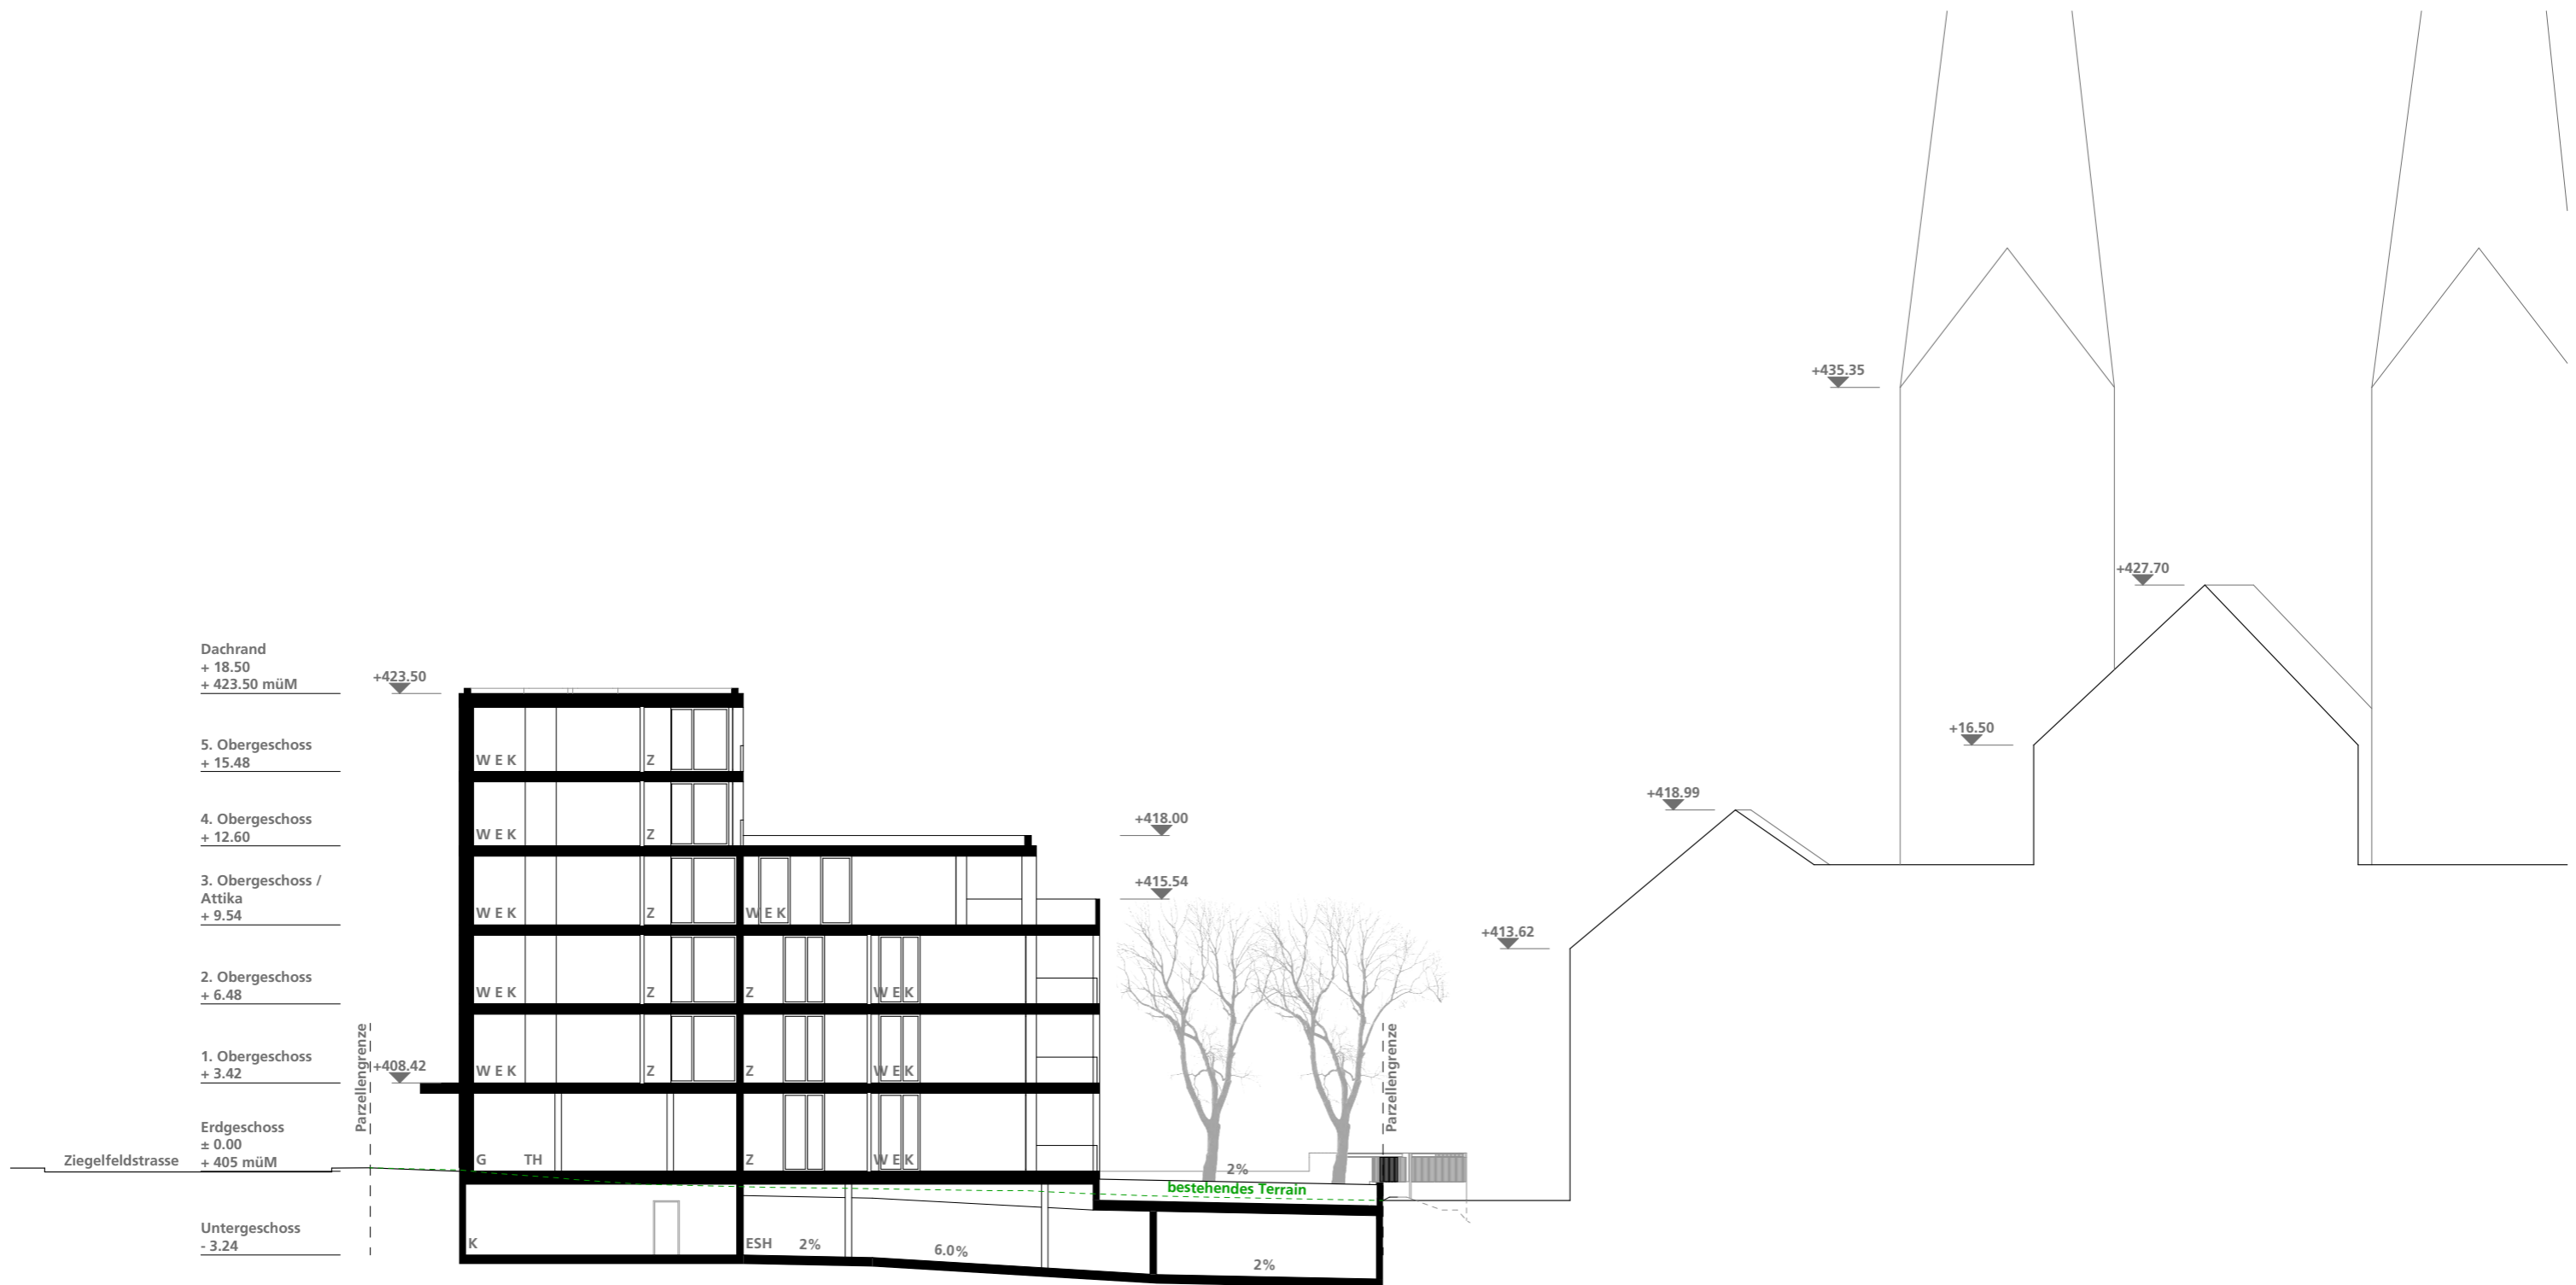 +435.35
+427.70
Dachrand
+ 18.50
+ 423.50 müM
+423.50
+16.50
5. Obergeschoss
+ 15.48
W E K
Z
+418.99
4. Obergeschoss
+ 12.60
W E K
Z
+418.00
3. Obergeschoss /
Attika
+ 9.54
W E K
Z
W E K
+415.54
+413.62
2. Obergeschoss
+ 6.48
W E K
Z
Z
W E K
Parzellengrenze
Parzellengrenze
1. Obergeschoss
+ 3.42
+408.42
W E K
Z
Z
W E K
Erdgeschoss
± 0.00
+ 405 müM
Ziegelfeldstrasse
G
TH
Z
W E K
2%
bestehendes Terrain
Untergeschoss
- 3.24
K
ESH
2%
6.0%
2%